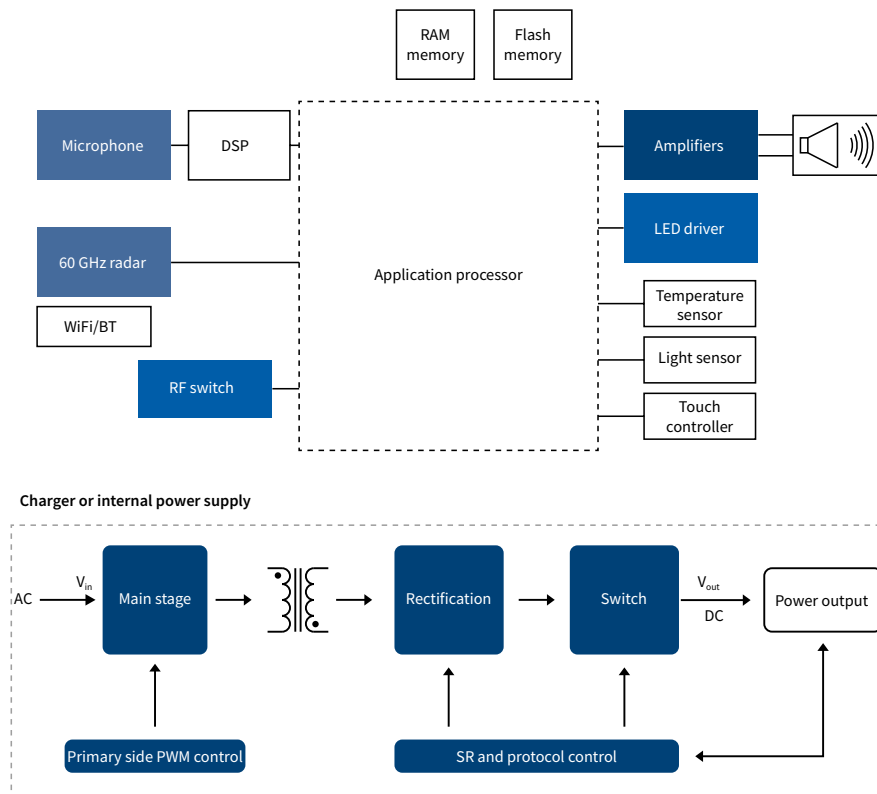 RAM
memory
Flash
memory
Microphone
DSP
Amplifiers
60 GHz radar
LED driver
Application processor
WiFi/BT
Temperature
sensor
Light sensor
RF switch
Touch
controller
Charger or internal power supply
AC
Vin
Main stage
Rectification
Switch
Vout
DC
Power output
Primary side PWM control
SR and protocol control